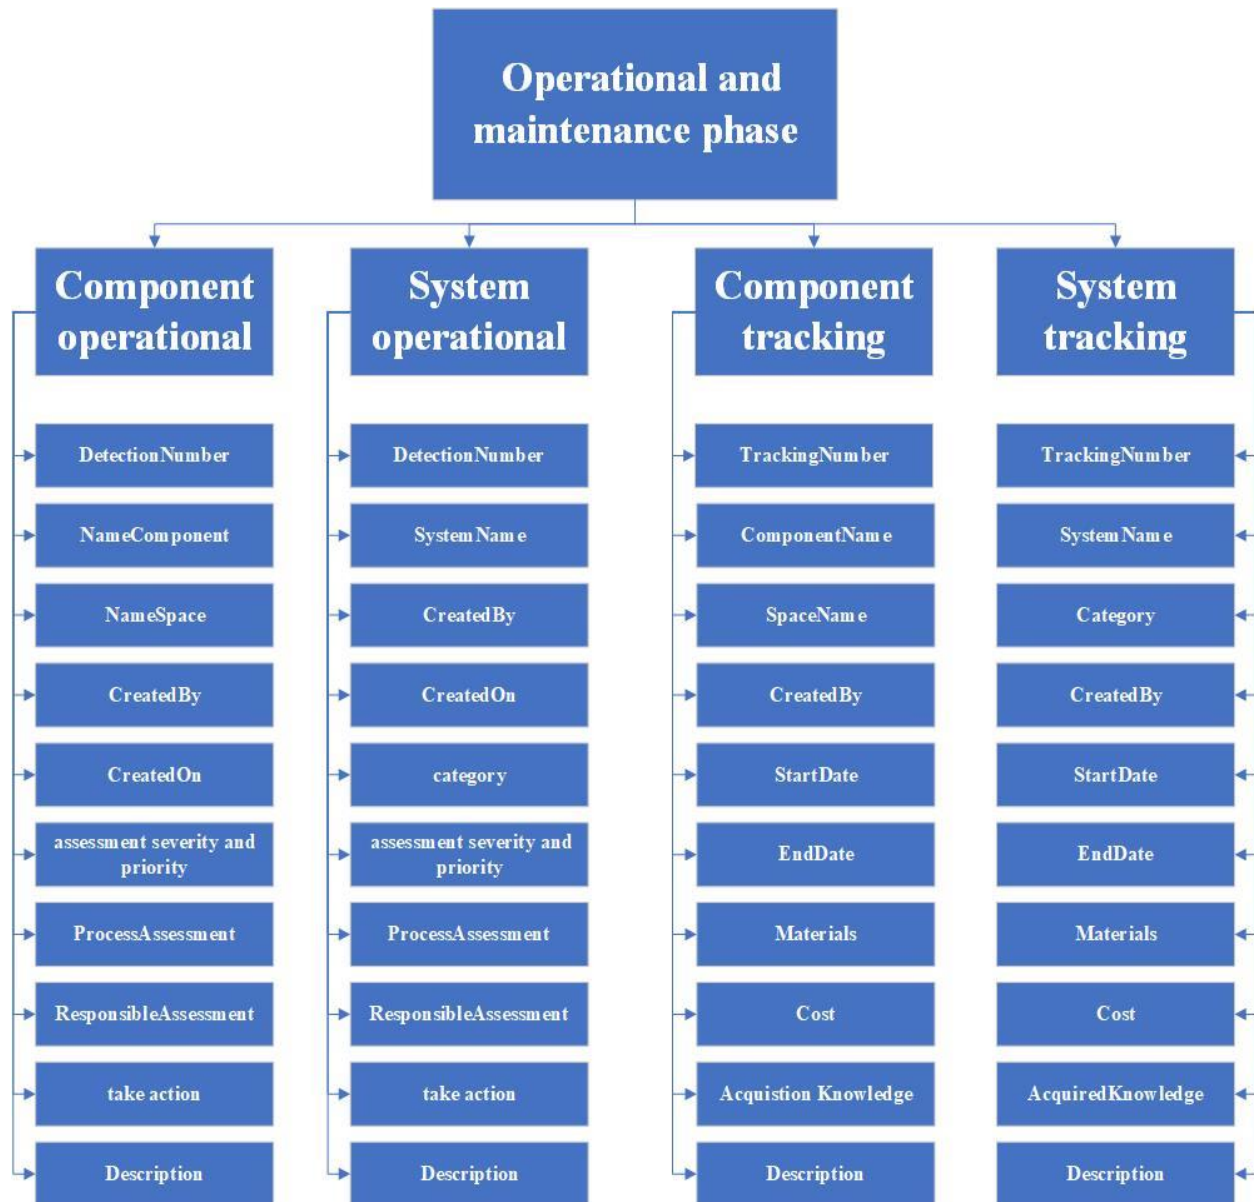 Operational and
maintenance phase
Component
operational
DetectionNumber
NameComponent
NameSpace
CreatedBy
CreatedOn
assessment severity and
priority
ProcessAssessment
ResponsibleAssessment
take action
Description
System
operational
DetectionNumber
SystemName
CreatedBy
CreatedOn
category
assessment severity and
priority
ProcessAssessment
ResponsibleAssessment
take action
Description
Component
tracking
TrackingNumber
ComponentName
SpaceName
CreatedBy
StartDate
EndDate
Materials
Cost
Acquistion Knowledge
Description
System
tracking
TrackingNumber
SystemName
Category
CreatedBy
StartDate
EndDate
Materials
Cost
AcquiredKnowledge
Description